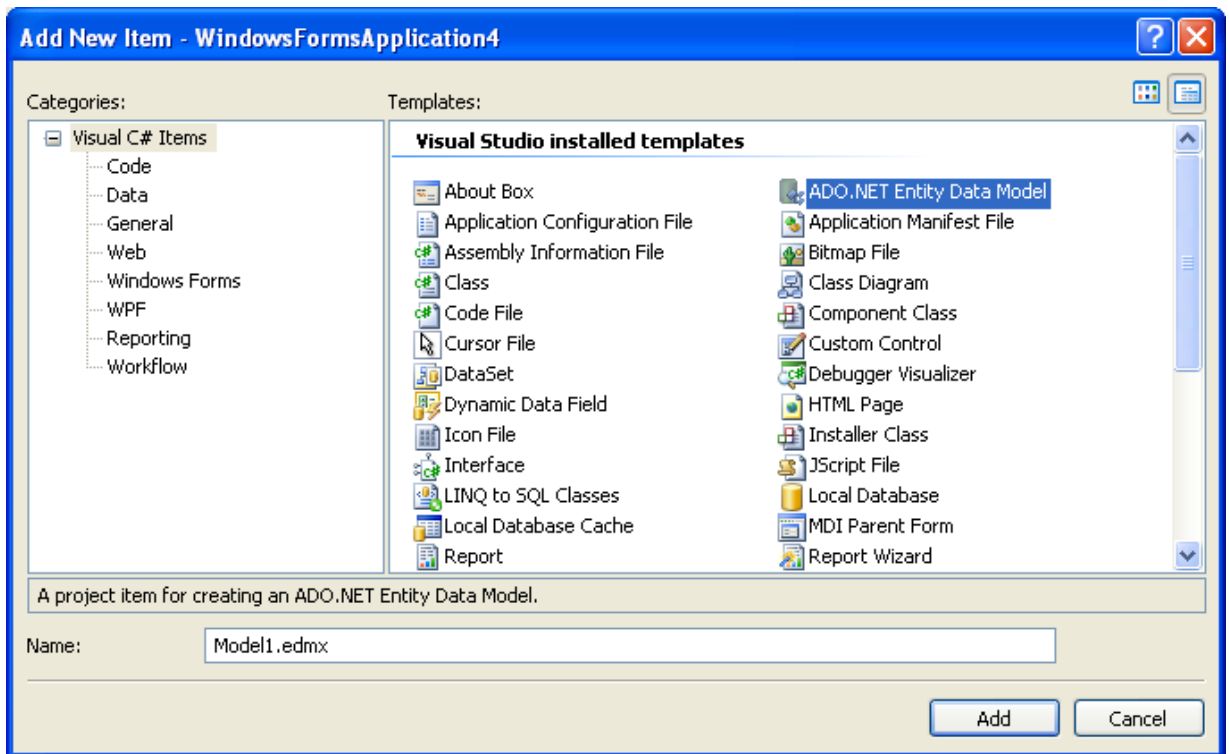 Add New Item - WindowsFormsApplication4
Categories:
Templates:
Visual C# Items
Code
Data
General
Web
Windows Forms
WPF
Reporting
Workflow
Visual Studio installed templates
About Box
ADO.NET Entity Data Model
Application Configuration File
Application Manifest File
Assembly Information File
Bitmap File
Class
Class Diagram
Code File
Component Class
Cursor File
Custom Control
DataSet
Debugger Visualizer
Dynamic Data Field
HTML Page
Icon File
Installer Class
Interface
JScript File
LINQ to SQL Classes
Local Database
Local Database Cache
MDI Parent Form
Report
Report Wizard
A project item for creating an ADO.NET Entity Data Model.
Name:
Model1.edmx
Add
Cancel